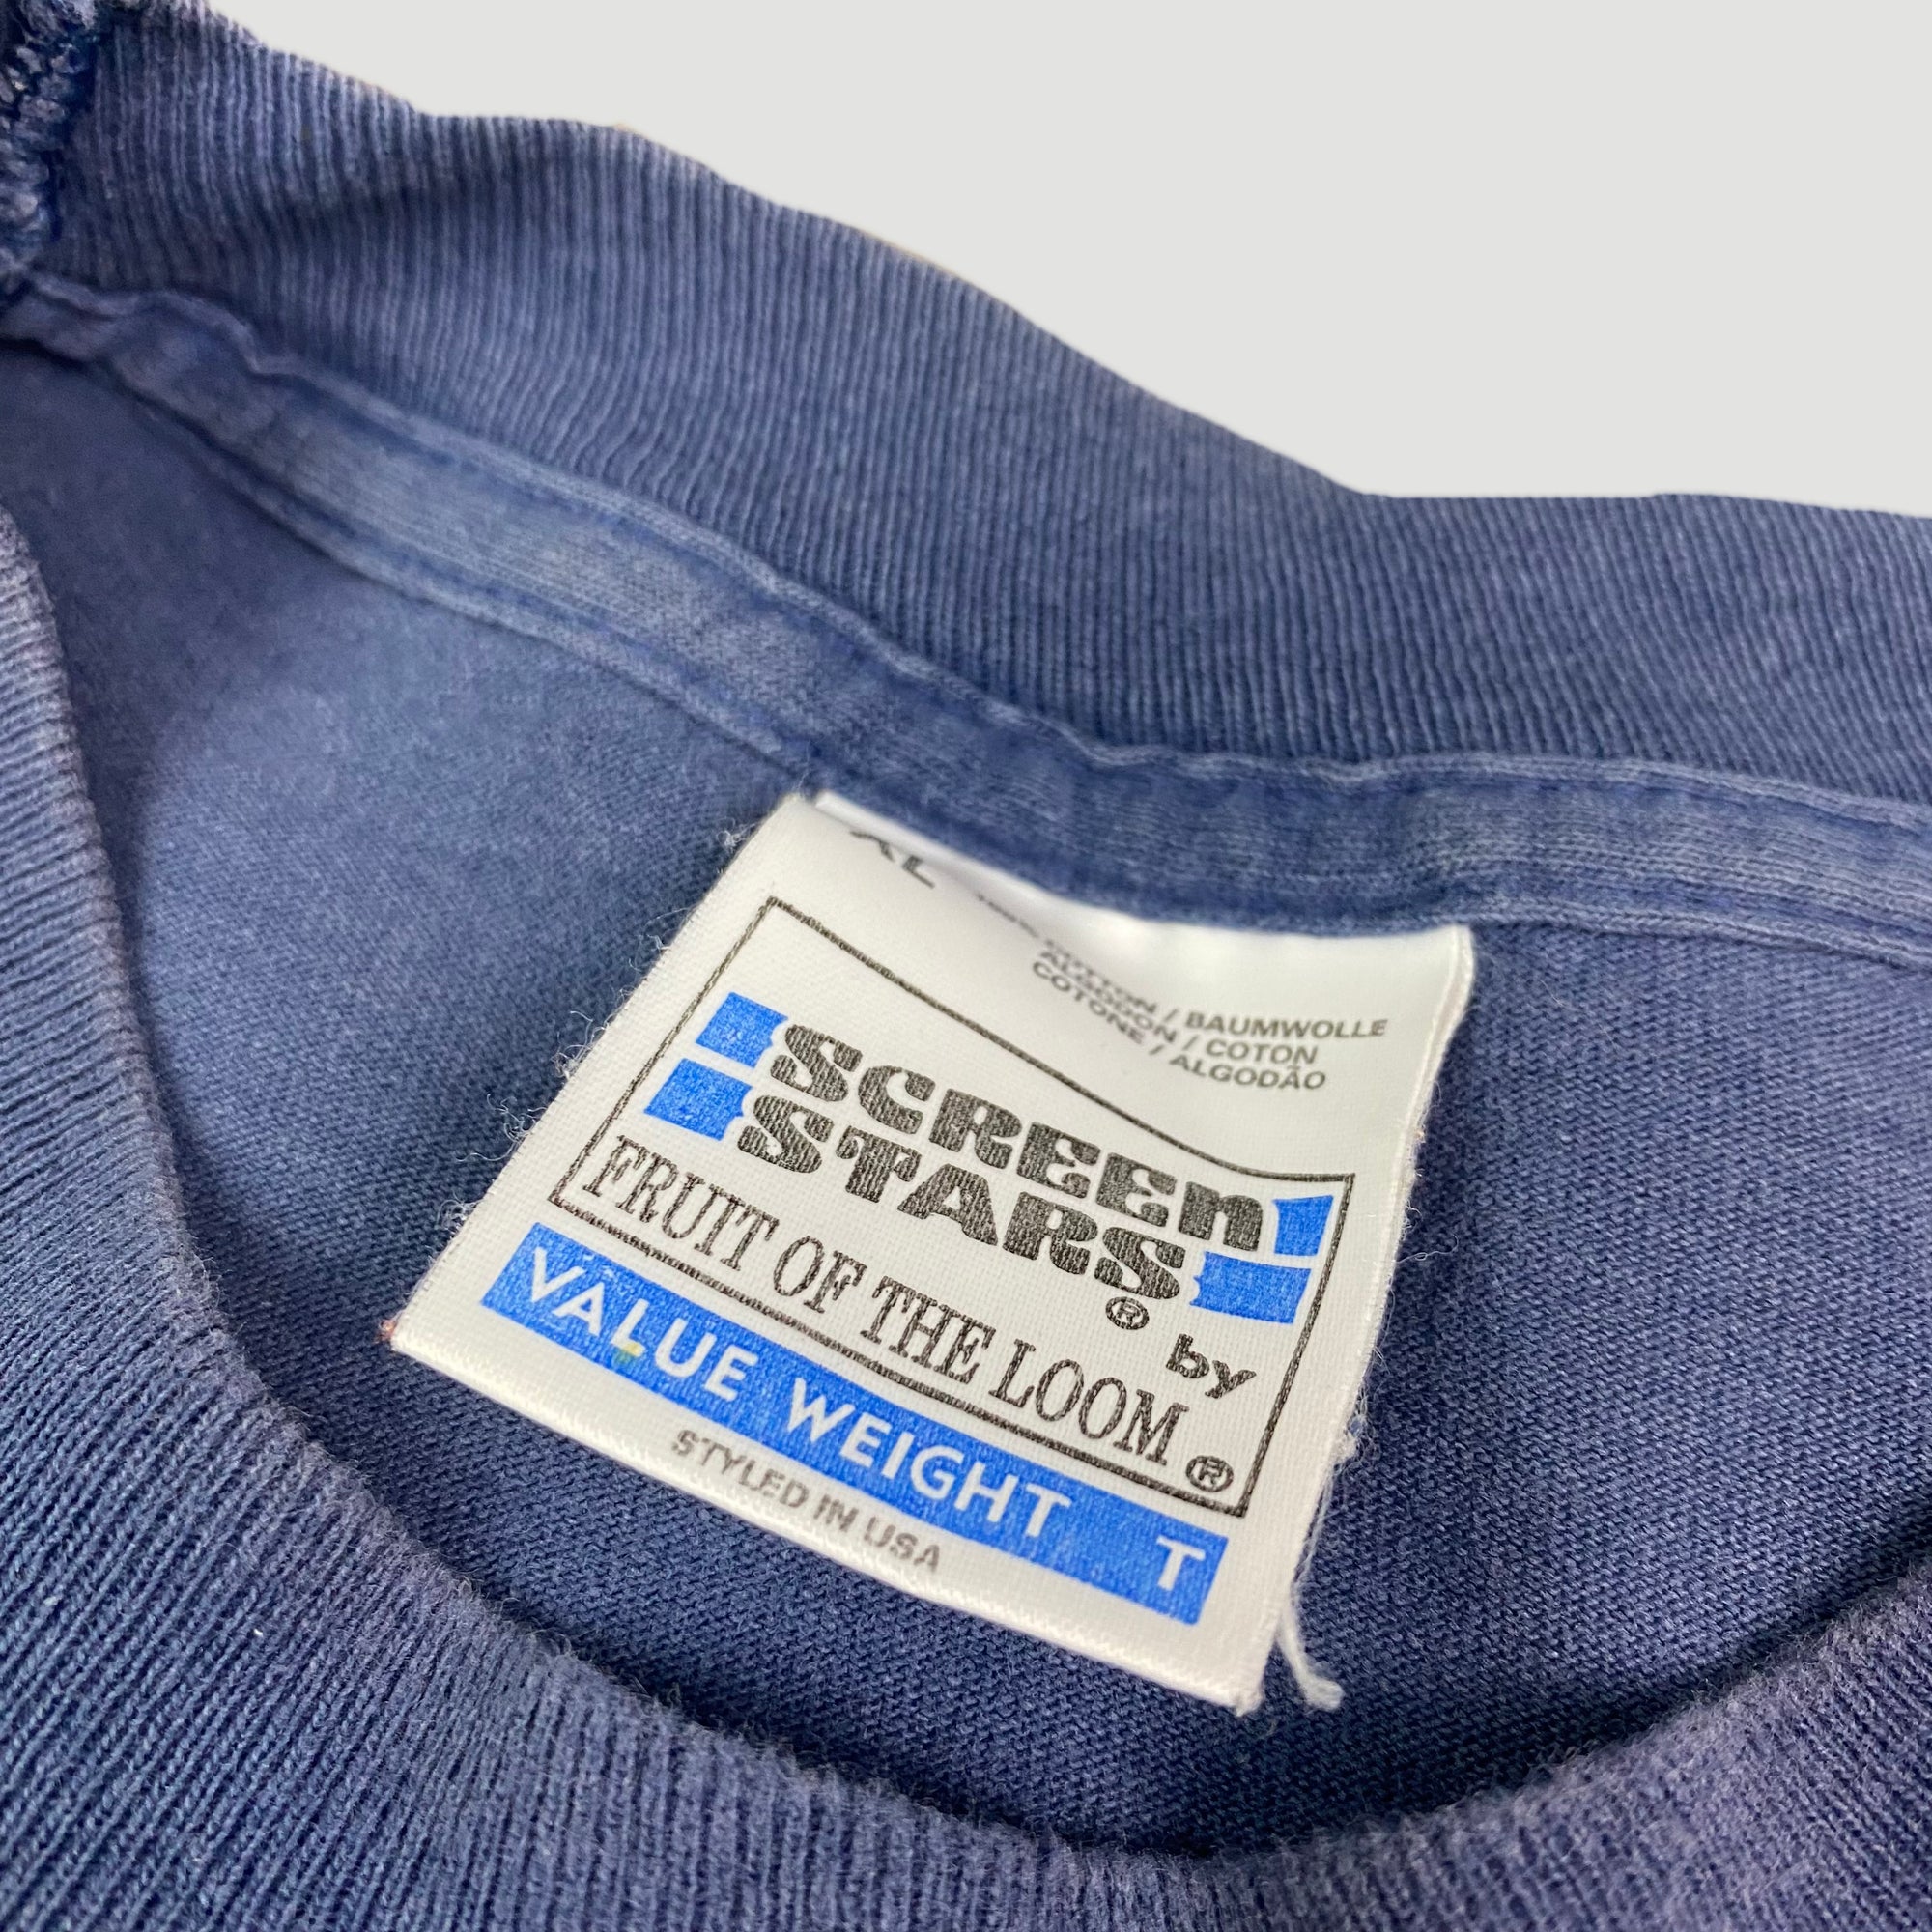 XL
100% COTTON / BAUMWOLLE
ALGODON / COTON
COTONE / ALGODÃO
SCREEN
STARS® by
FRUIT OF THE LOOM®
VALUE WEIGHT T
STYLED IN USA